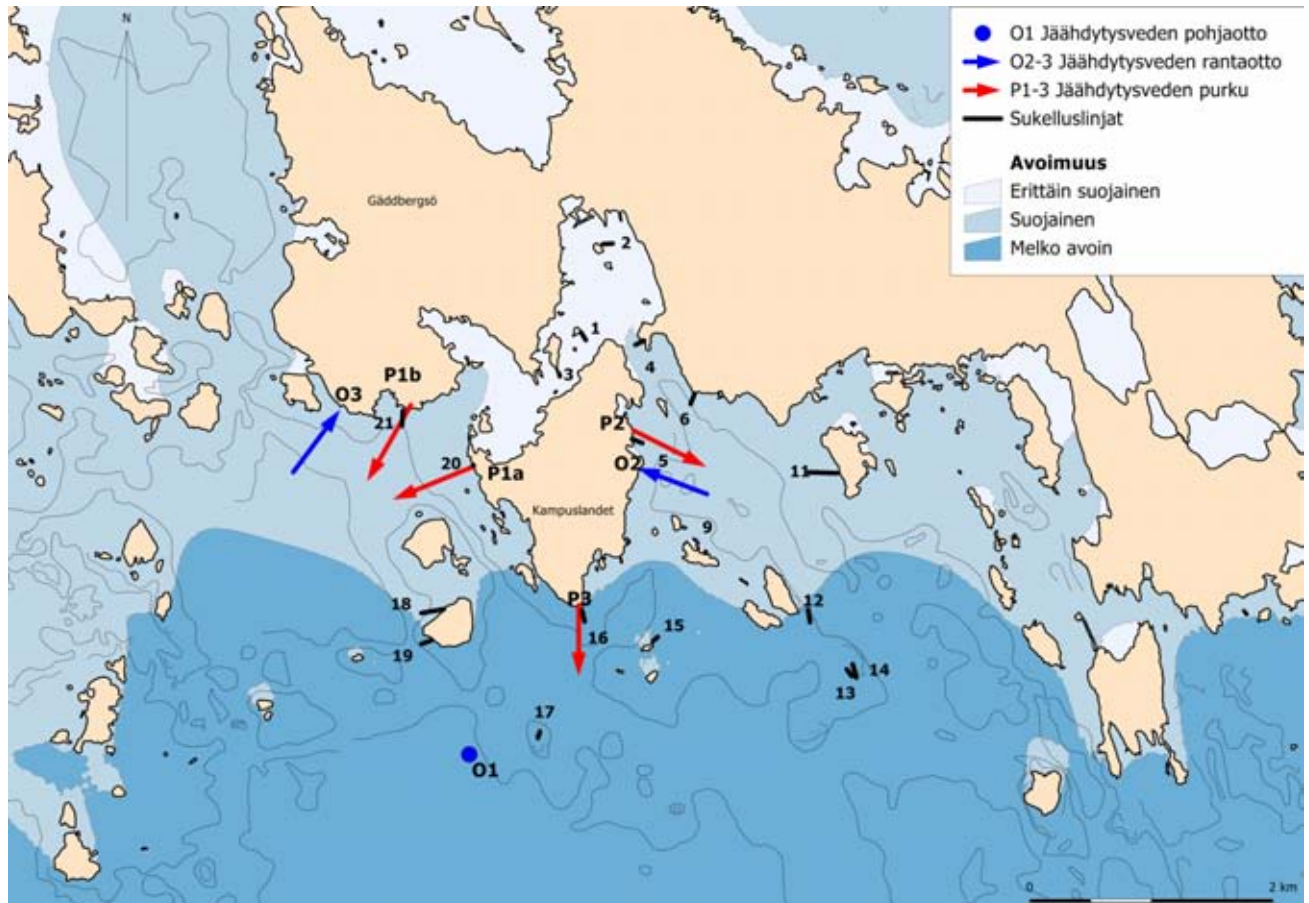 N
O1 Jäähdytysveden pohjaotto
O2-3 Jäähdytysveden rantaotto
P1-3 Jäähdytysveden purku
Sukelluslinjat
Avoimuus
Erittäin suojainen
Suojainen
Melko avoin
Gäddbergsö
2
1
3
4
P1b
O3
21
6
P2
20
P1a
O2
5
11
Kampuslandet
9
P3
18
12
16
15
19
14
13
17
O1
0
2 km